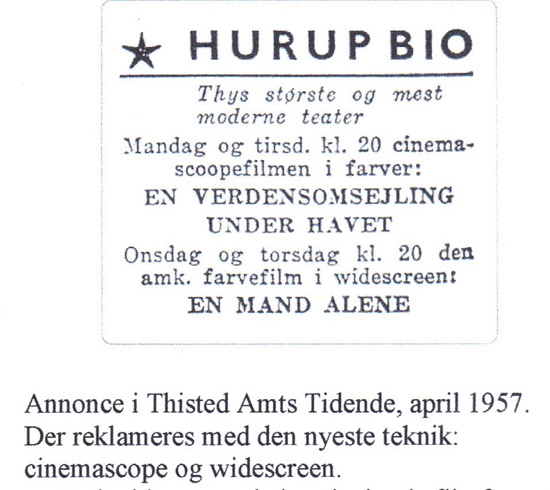 HURUP BIO
Thys største og mest
moderne teater
Mandag og tirsd. kl. 20 cinema-
scoopefilmen i farver:
EN VERDENSOMSEJLING
UNDER HAVET
Onsdag og torsdag kl. 20 den
amk. farvefilm i widescreen:
EN MAND ALENE
Annonce i Thisted Amts Tidende, april 1957.
Der reklameres med den nyeste teknik:
cinemascope og widescreen.